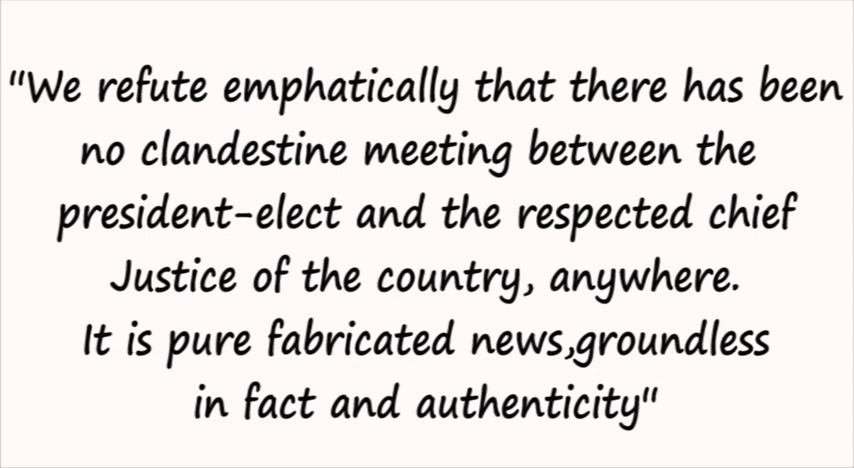 "We refute emphatically that there has been
no clandestine meeting between the
president-elect and the respected chief
Justice of the country, anywhere.
It is pure fabricated news,groundless
in fact and authenticity"